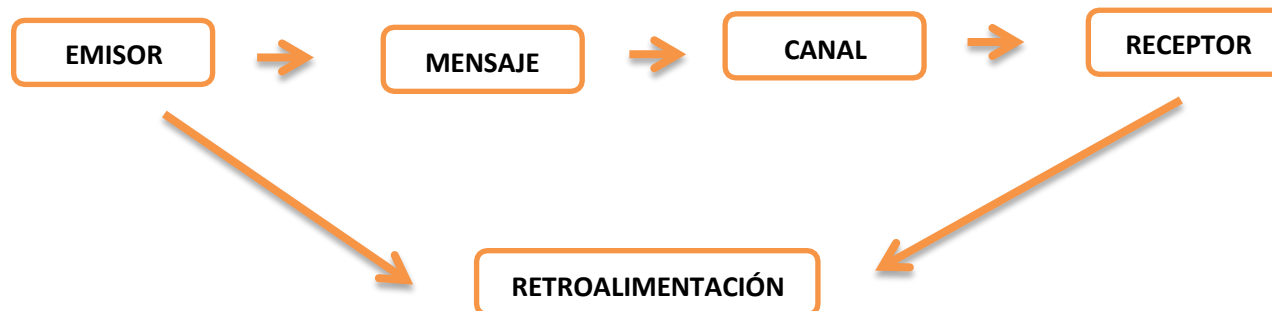 EMISOR
MENSAJE
CANAL
RECEPTOR
RETROALIMENTACIÓN